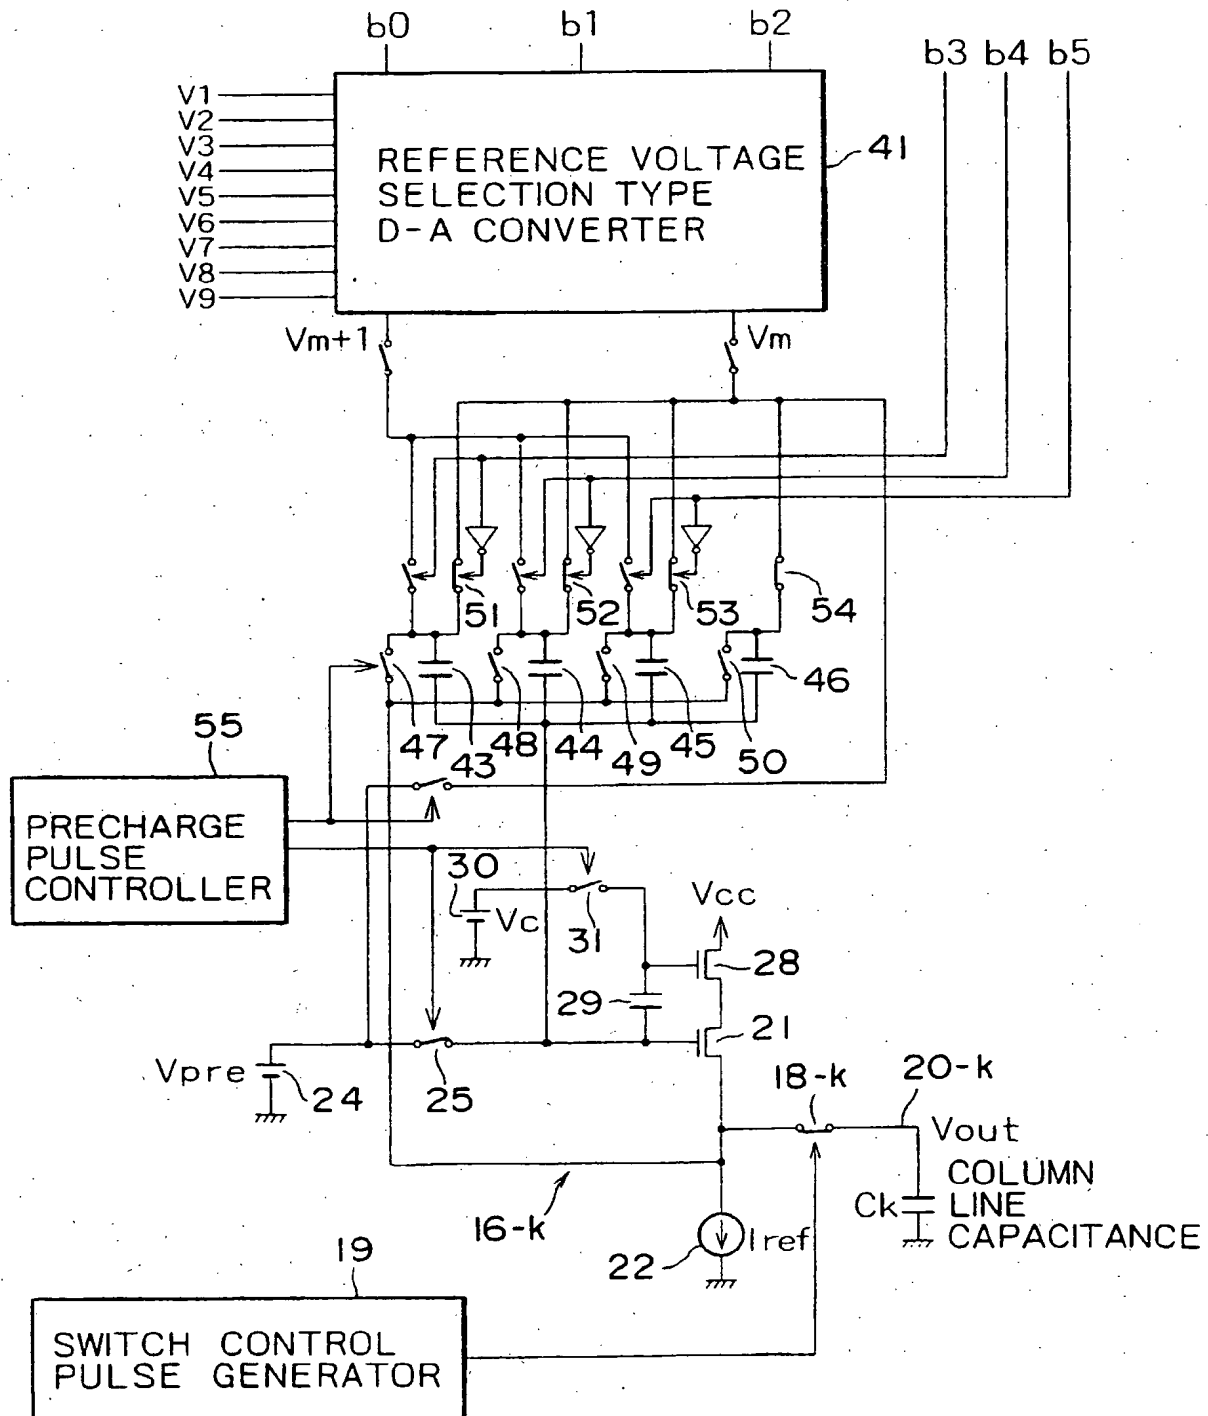 b0
b1
b2
b3
b4
b5
V1
V2
V3
V4
V5
V6
V7
V8
V9
REFERENCE VOLTAGE
SELECTION TYPE
D-A CONVERTER
41
Vm+1
Vm
51
52
53
54
47
43
48
44
49
45
50
46
55
PRECHARGE
PULSE
CONTROLLER
30
Vc
31
Vcc
28
29
21
Vpre
24
25
18-k
20-k
Vout
Ck
COLUMN
LINE
CAPACITANCE
16-k
22
Iref
19
SWITCH CONTROL
PULSE GENERATOR